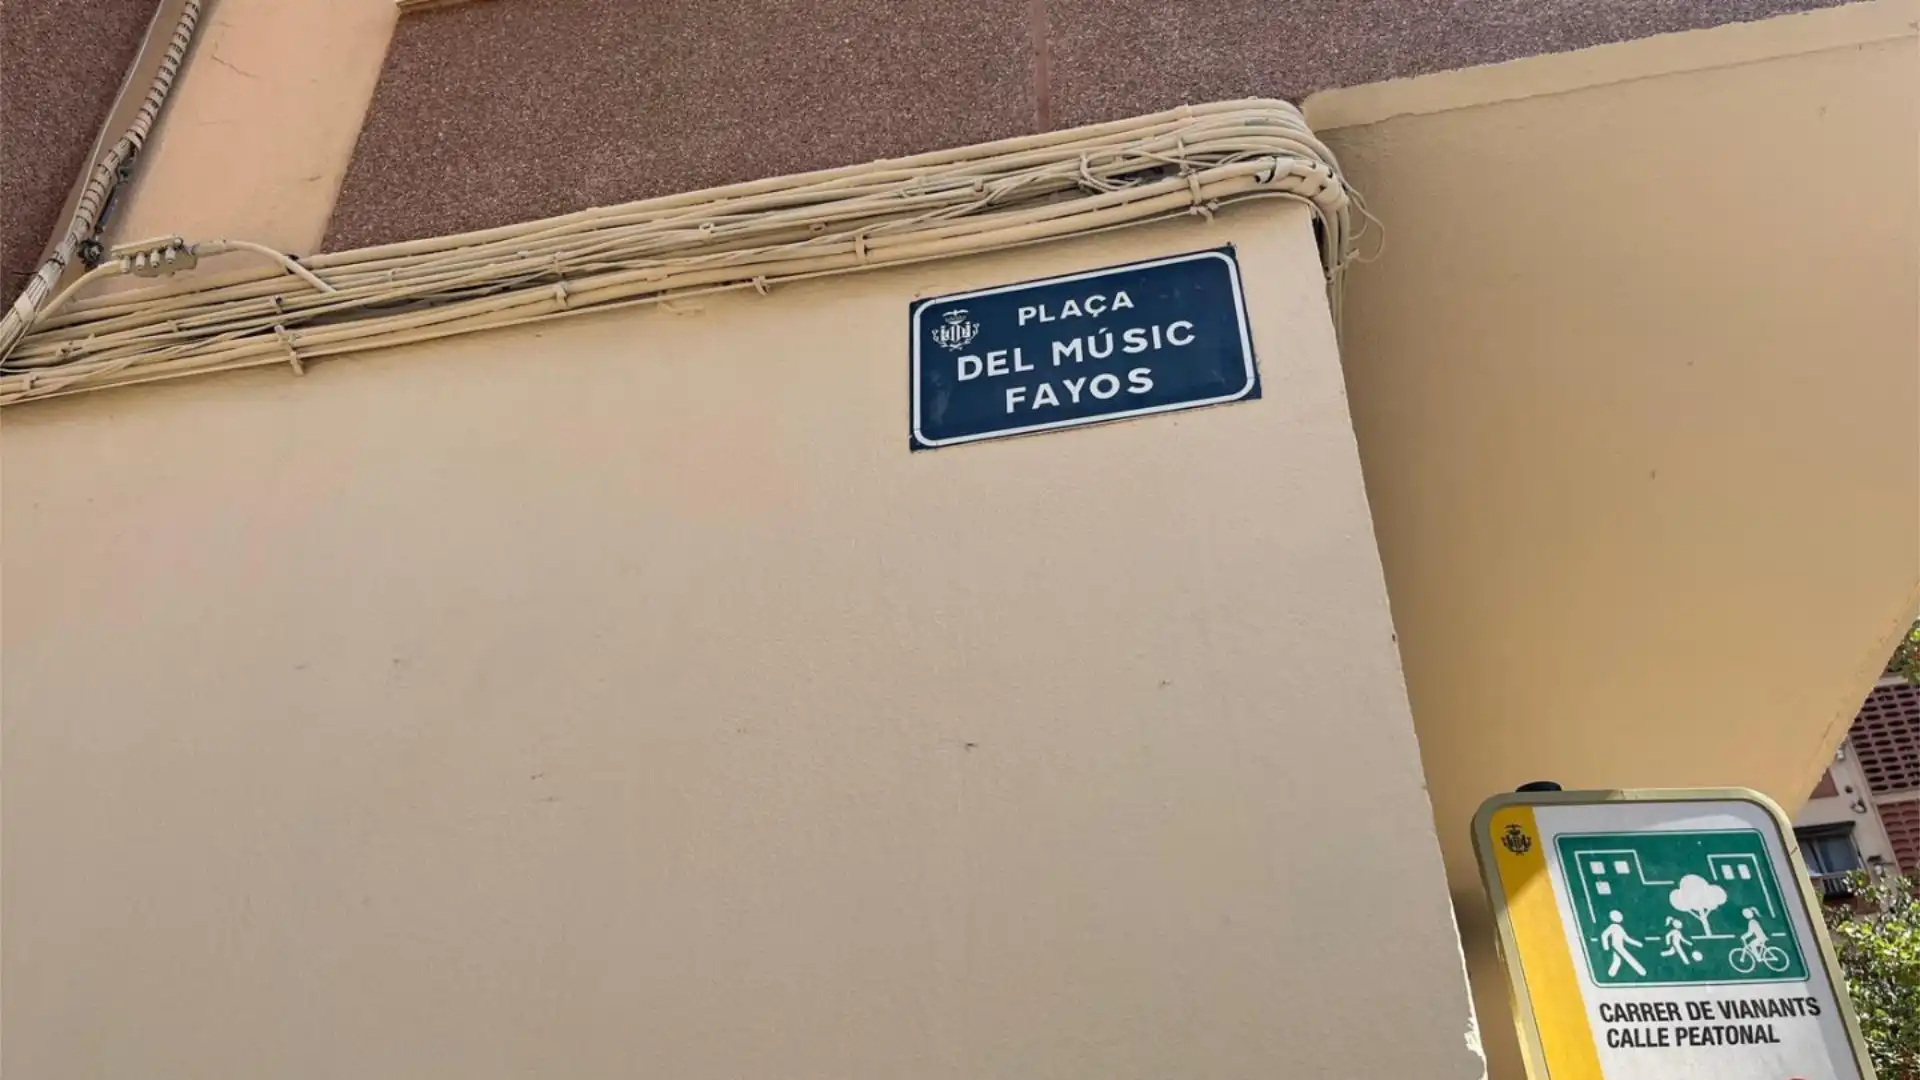 PLAÇA
DEL MÚSIC
FAYOS
CARRER DE VIANANTS
CALLE PEATONAL